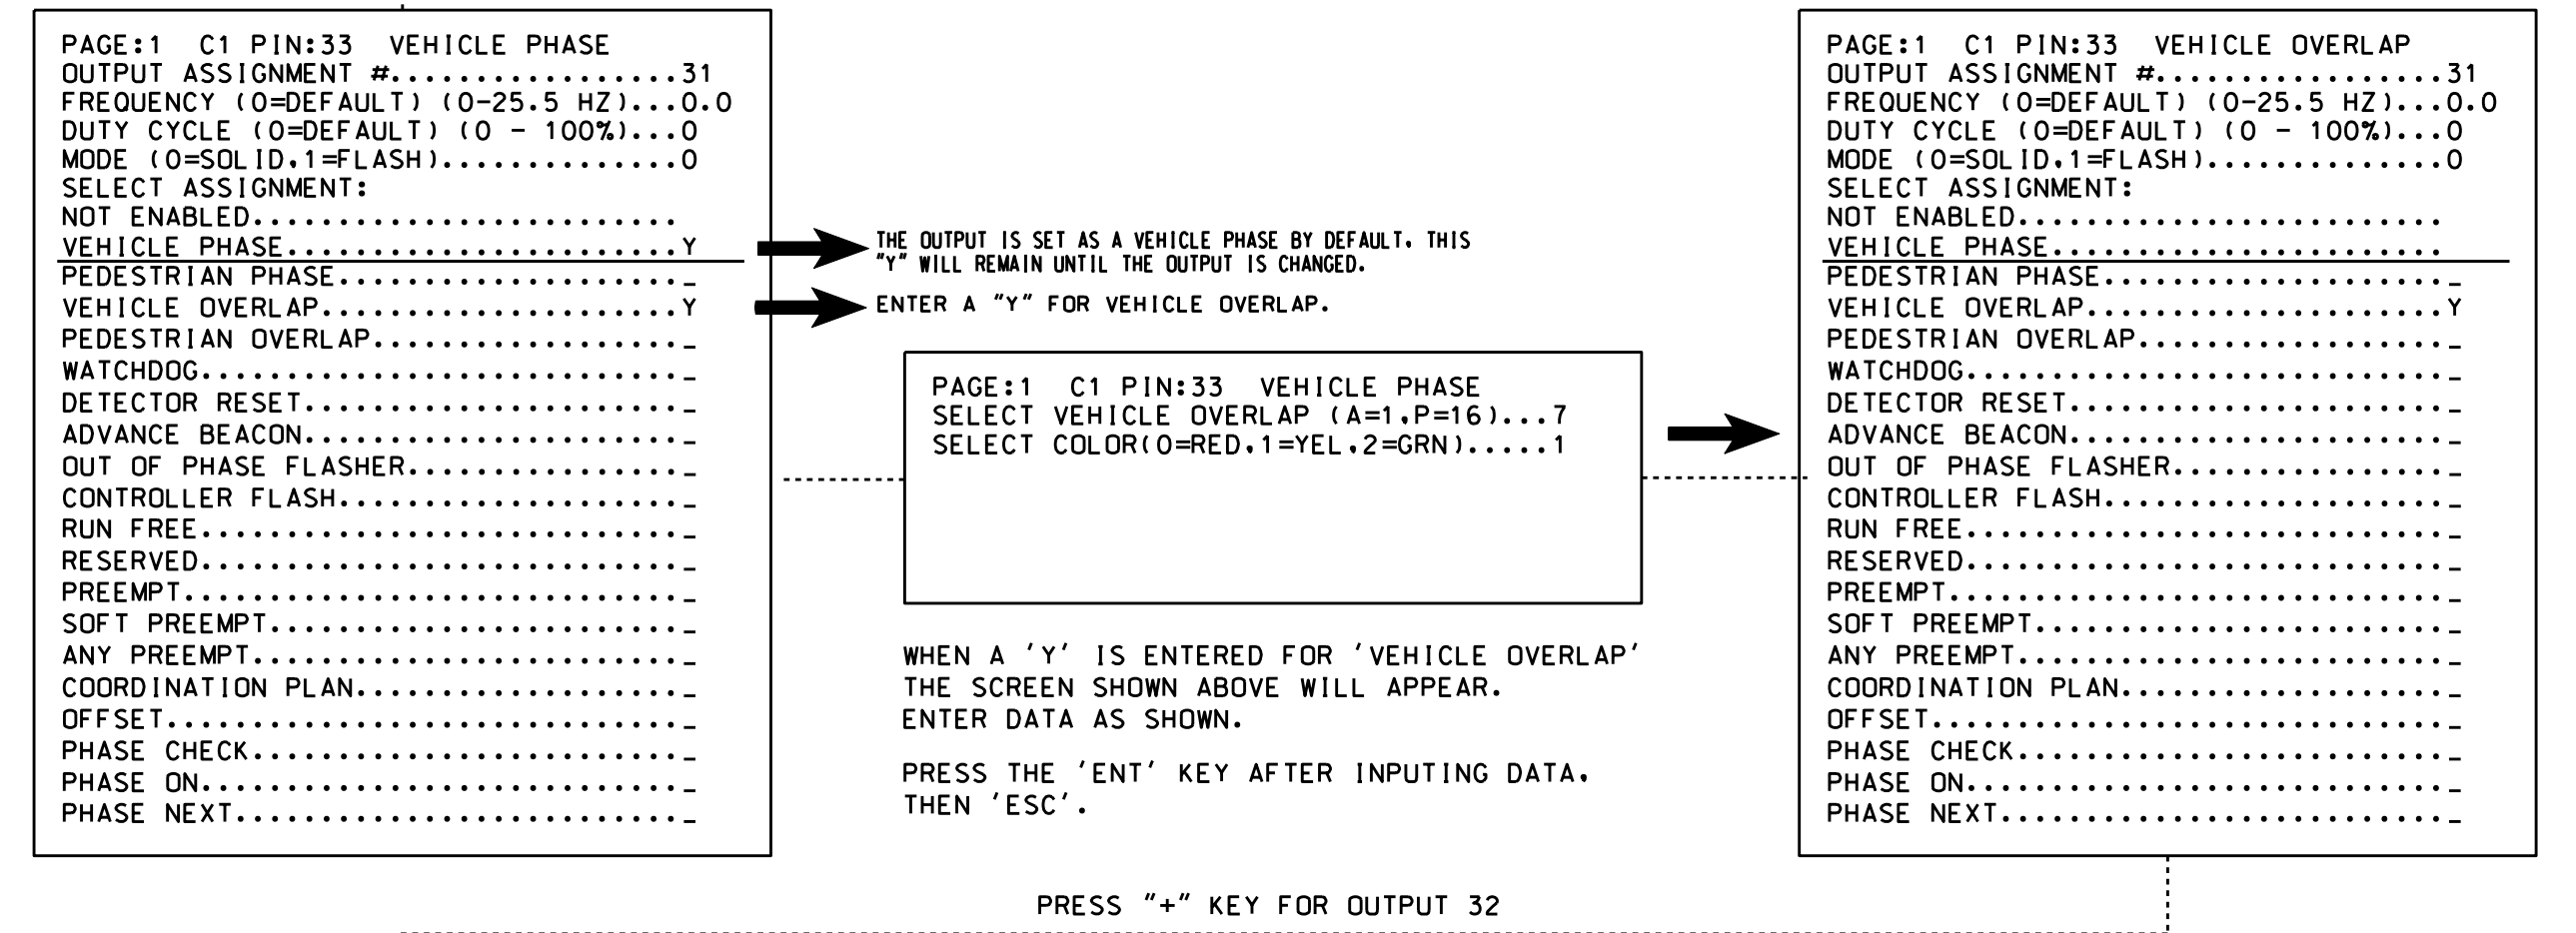 PAGE:1  C1 PIN:33  VEHICLE PHASE
OUTPUT ASSIGNMENT #.................31
FREQUENCY (0=DEFAULT) (0-25.5 HZ)...0.0
DUTY CYCLE (0=DEFAULT) (0 - 100%)...0
MODE (0=SOLID,1=FLASH)..............0
SELECT ASSIGNMENT:
NOT ENABLED.........................
VEHICLE PHASE.......................Y
PEDESTRIAN PHASE...................._
VEHICLE OVERLAP.....................Y
PEDESTRIAN OVERLAP.................._
WATCHDOG............................_
DETECTOR RESET......................_
ADVANCE BEACON......................_
OUT OF PHASE FLASHER................_
CONTROLLER FLASH...................._
RUN FREE............................_
RESERVED............................_
PREEMPT............................._
SOFT PREEMPT........................_
ANY PREEMPT........................._
COORDINATION PLAN..................._
OFFSET.............................._
PHASE CHECK........................._
PHASE ON............................_
PHASE NEXT.........................._
THE OUTPUT IS SET AS A VEHICLE PHASE BY DEFAULT. THIS
"Y" WILL REMAIN UNTIL THE OUTPUT IS CHANGED.
ENTER A "Y" FOR VEHICLE OVERLAP.
PAGE:1  C1 PIN:33  VEHICLE PHASE
SELECT VEHICLE OVERLAP (A=1,P=16)...7
SELECT COLOR(0=RED,1=YEL,2=GRN).....1
WHEN A 'Y' IS ENTERED FOR 'VEHICLE OVERLAP'
THE SCREEN SHOWN ABOVE WILL APPEAR.
ENTER DATA AS SHOWN.
PRESS THE 'ENT' KEY AFTER INPUTING DATA,
THEN 'ESC'.
PAGE:1  C1 PIN:33  VEHICLE OVERLAP
OUTPUT ASSIGNMENT #.................31
FREQUENCY (0=DEFAULT) (0-25.5 HZ)...0.0
DUTY CYCLE (0=DEFAULT) (0 - 100%)...0
MODE (0=SOLID,1=FLASH)..............0
SELECT ASSIGNMENT:
NOT ENABLED.........................
VEHICLE PHASE.......................
PEDESTRIAN PHASE...................._
VEHICLE OVERLAP.....................Y
PEDESTRIAN OVERLAP.................._
WATCHDOG............................_
DETECTOR RESET......................_
ADVANCE BEACON......................_
OUT OF PHASE FLASHER................_
CONTROLLER FLASH...................._
RUN FREE............................_
RESERVED............................_
PREEMPT............................._
SOFT PREEMPT........................_
ANY PREEMPT........................._
COORDINATION PLAN..................._
OFFSET.............................._
PHASE CHECK........................._
PHASE ON............................_
PHASE NEXT.........................._
PRESS "+" KEY FOR OUTPUT 32